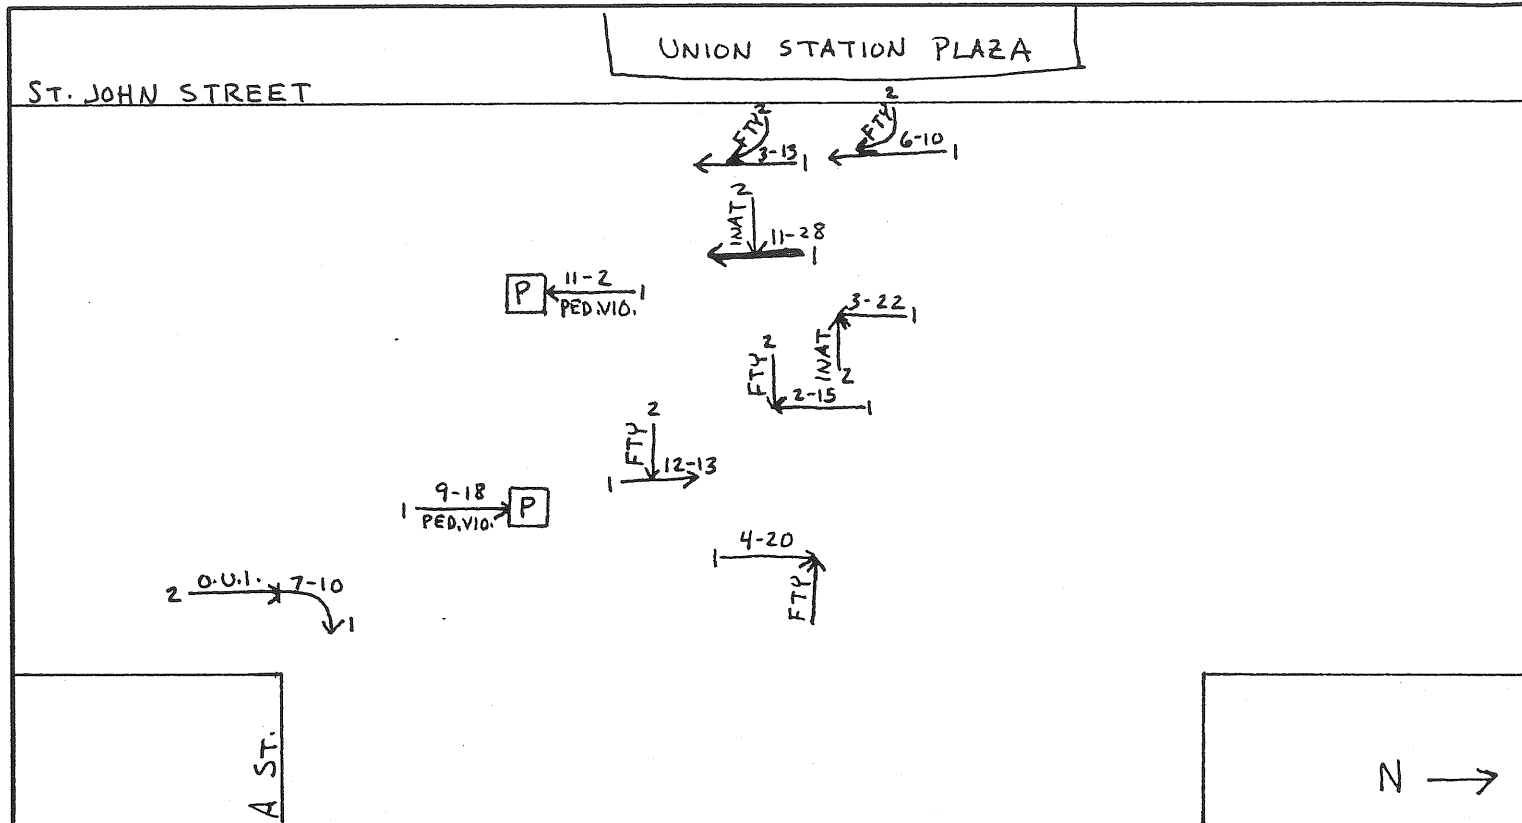 UNION STATION PLAZA
ST. JOHN STREET
2
FTY
3-13
1
2
FTY
6-10
1
2
INAT
11-28
1
P
11-2
1
PED.VIO.
3-22
1
INAT
2
2
FTY
2-15
1
2
FTY
12-13
1
9-18
1
PED.VIO.
P
4-20
1
FTY
2
O.U.I.
7-10
1
A ST.
N